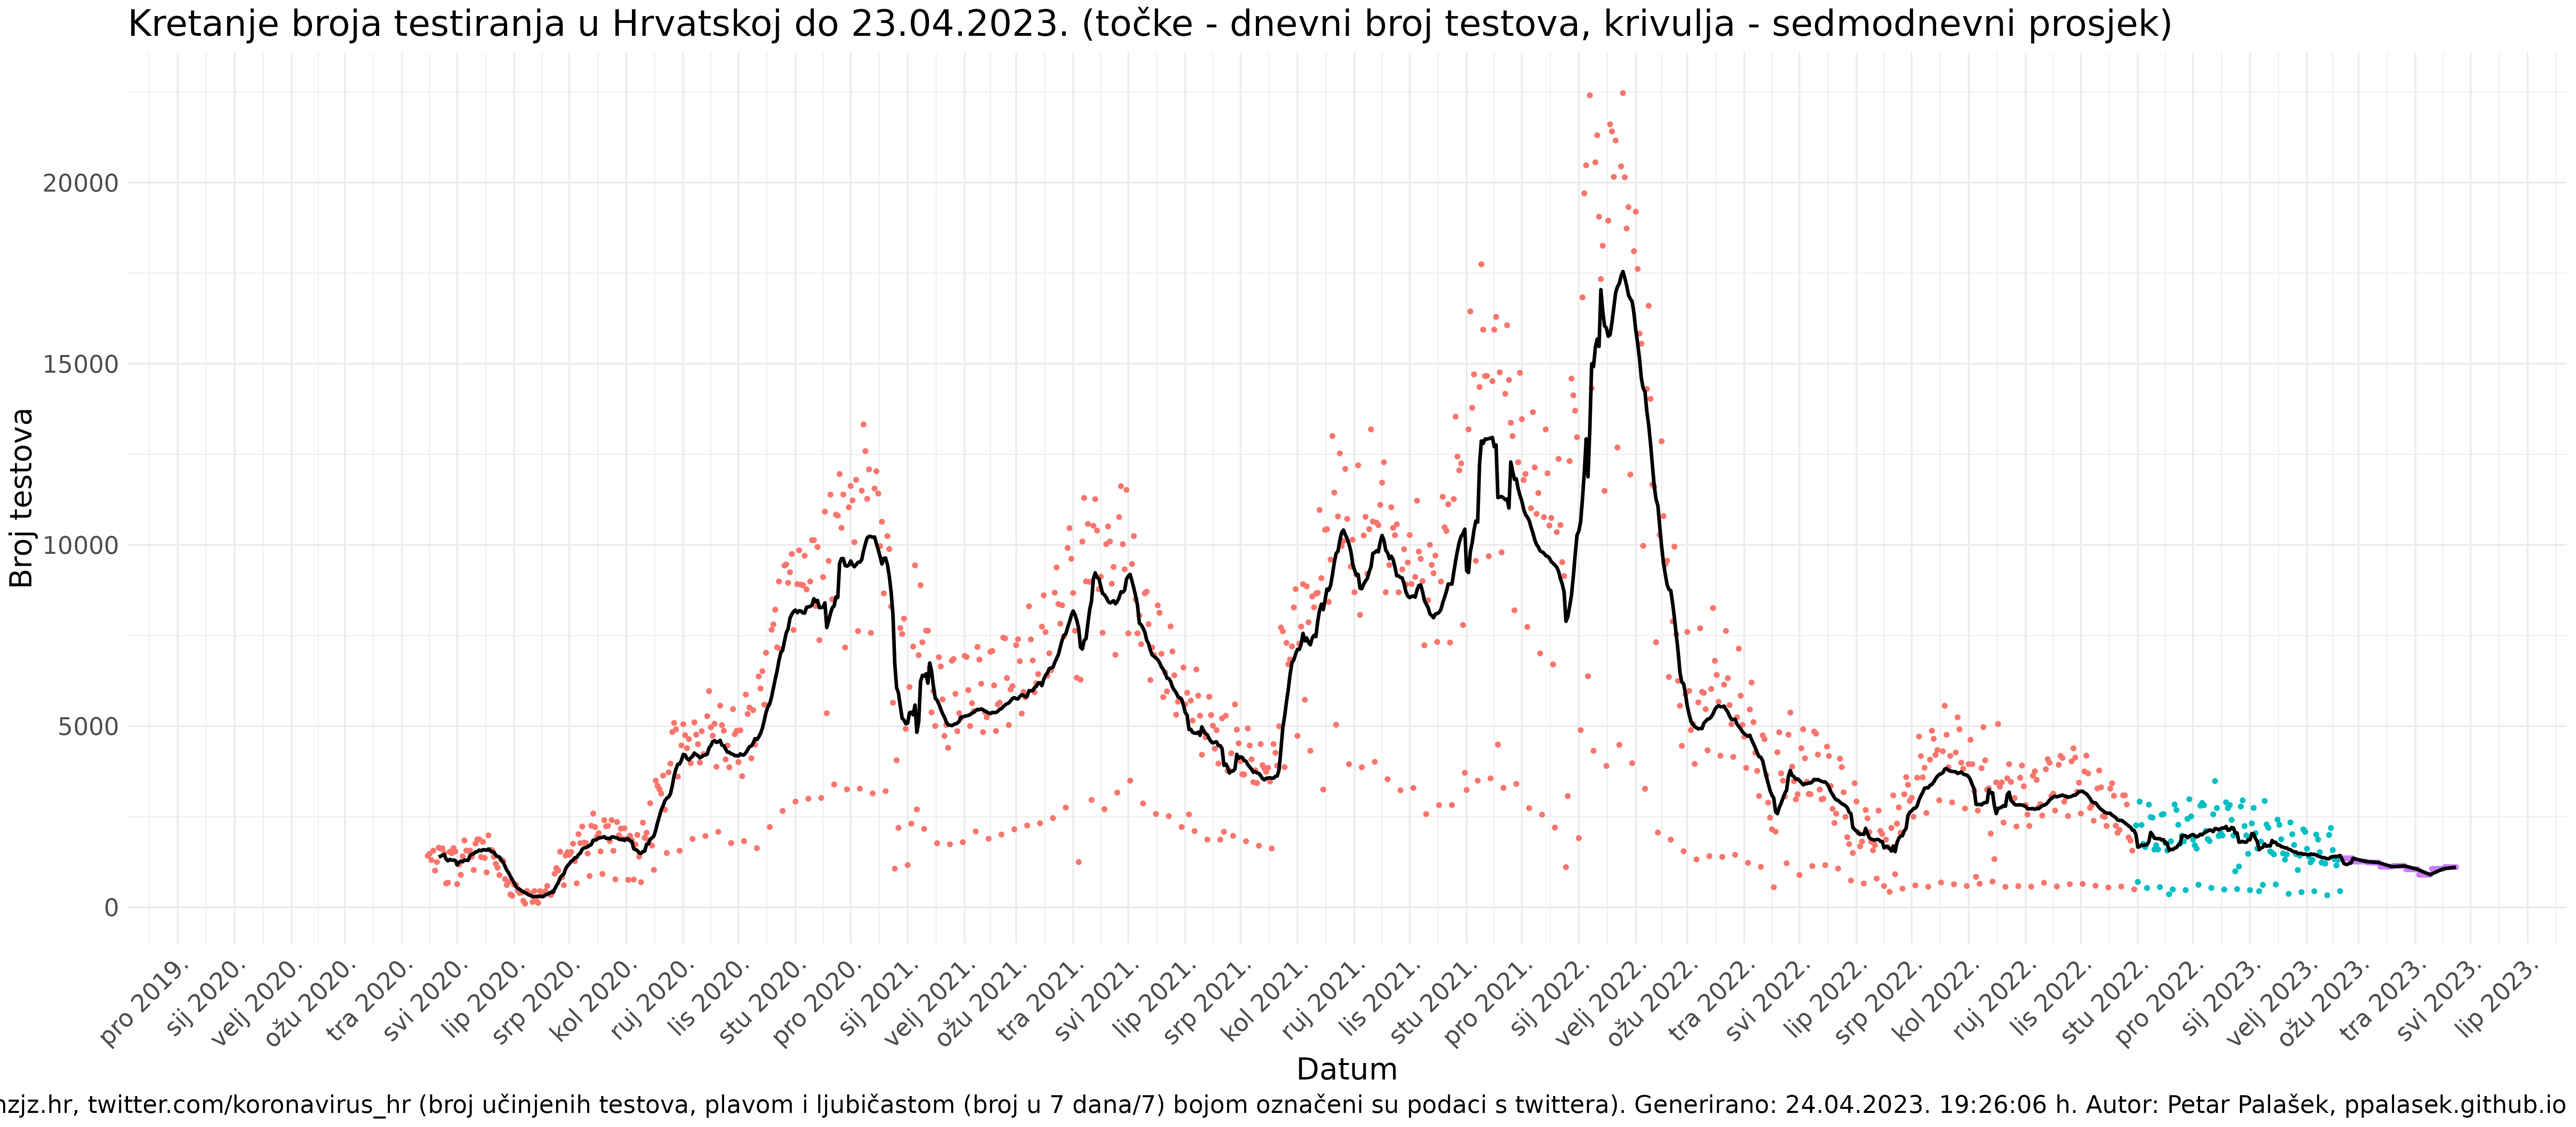 Kretanje broja testiranja u Hrvatskoj do 23.04.2023. (točke - dnevni broj testova, krivulja - sedmodnevni prosjek)
Broj testova
20000
15000
10000
5000
0
pro 2019.
sij 2020.
velj 2020.
ožu 2020.
tra 2020.
svi 2020.
lip 2020.
srp 2020.
kol 2020.
ruj 2020.
lis 2020.
stu 2020.
pro 2020.
sij 2021.
velj 2021.
ožu 2021.
tra 2021.
svi 2021.
lip 2021.
srp 2021.
kol 2021.
ruj 2021.
lis 2021.
stu 2021.
pro 2021.
sij 2022.
velj 2022.
ožu 2022.
tra 2022.
svi 2022.
lip 2022.
srp 2022.
kol 2022.
ruj 2022.
lis 2022.
stu 2022.
pro 2022.
sij 2023.
velj 2023.
ožu 2023.
tra 2023.
svi 2023.
lip 2023.
Datum
nzjz.hr, twitter.com/koronavirus_hr (broj učinjenih testova, plavom i ljubičastom (broj u 7 dana/7) bojom označeni su podaci s twittera). Generirano: 24.04.2023. 19:26:06 h. Autor: Petar Palašek, ppalasek.github.io